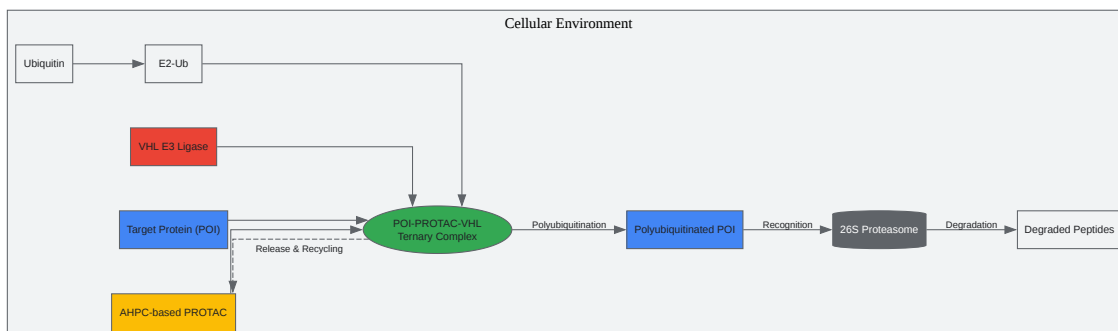 Cellular Environment
Ubiquitin
E2-Ub
VHL E3 Ligase
Target Protein (POI)
POI-PROTAC-VHL
Ternary Complex
Polyubiquitination
Polyubiquitinated POI
Recognition
26S Proteasome
Degradation
Degraded Peptides
Release & Recycling
AHPC-based PROTAC